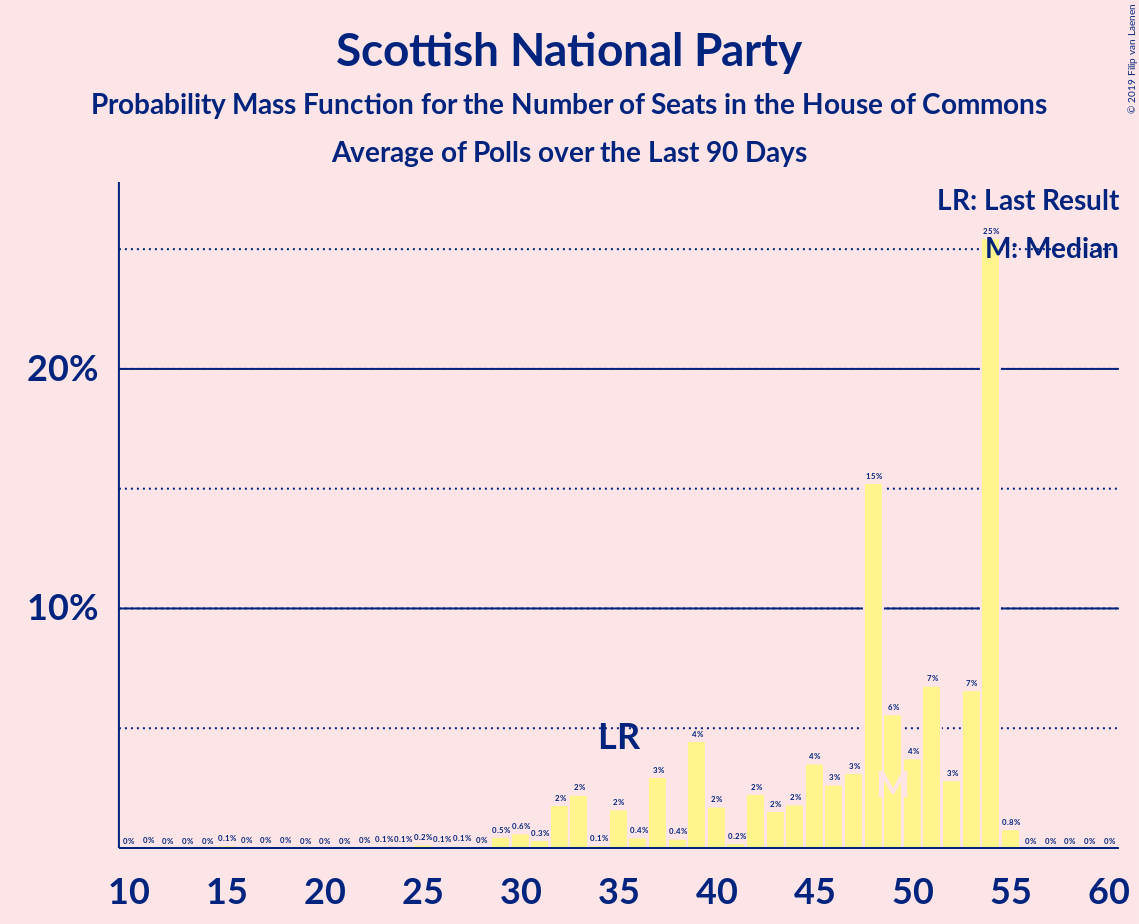 Scottish National Party
Probability Mass Function for the Number of Seats in the House of Commons
Average of Polls over the Last 90 Days
© 2019 Filip van Laenen
LR: Last Result
M: Median
20%
10%
LR
M
0% 0% 0% 0% 0% 0.1% 0% 0% 0% 0% 0% 0% 0% 0.1% 0.1% 0.2% 0.1% 0.1% 0% 0.5% 0.6% 0.3% 2% 2% 0.1% 2% 0.4% 3% 0.4% 4% 2% 0.2% 2% 2% 2% 4% 3% 3% 15% 6% 4% 7% 3% 7% 25% 0.8% 0% 0% 0% 0% 0%
10 15 20 25 30 35 40 45 50 55 60